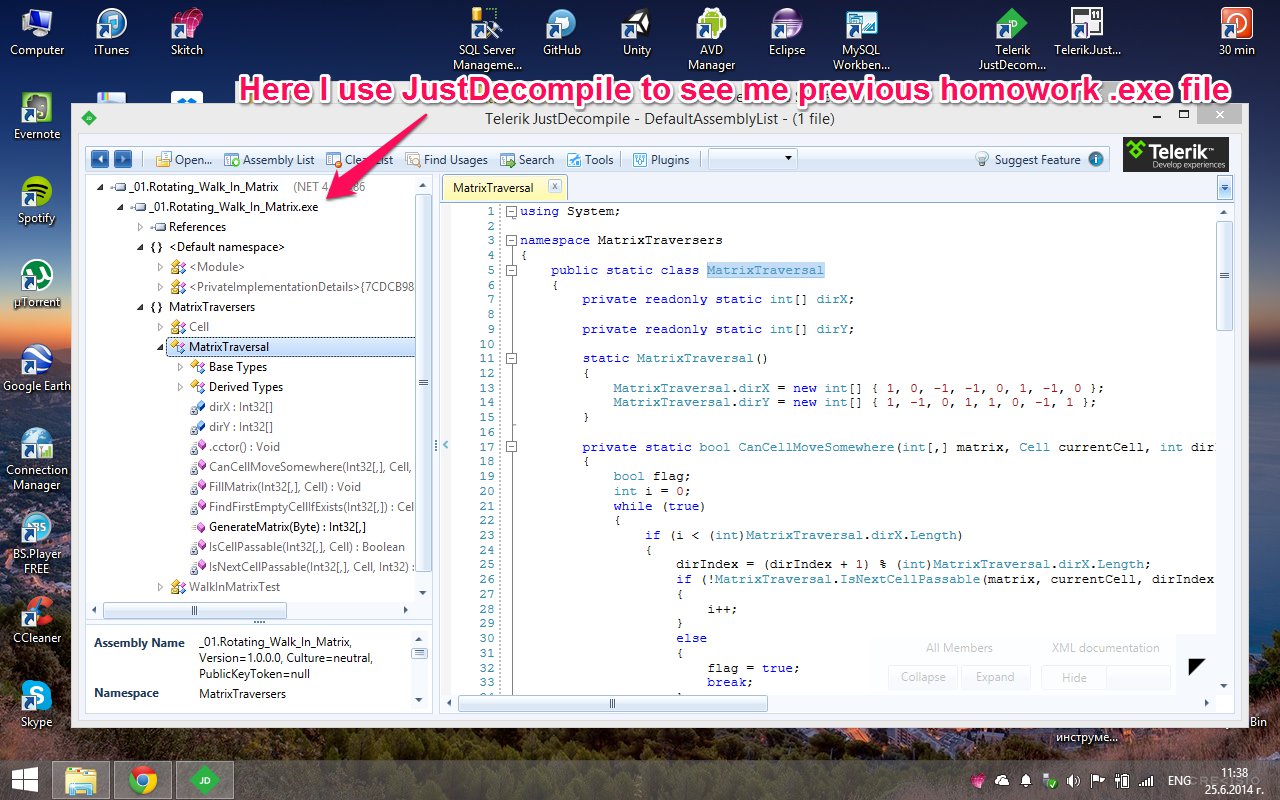 Computer
iTunes
Skitch
SQL Server
Manageme...
GitHub
Unity
AVD
Manager
Eclipse
MySQL
Workben...
Telerik
JustDecom...
TelerikJust...
30 min
Here I use JustDecompile to see me previous homowork .exe file
Evernote
Spotify
µTorrent
Google Earth
Connection
Manager
BS.Player
FREE
CCleaner
Skype
Telerik JustDecompile - DefaultAssemblyList - (1 file)
Open...
Assembly List
Clear List
Find Usages
Search
Tools
Plugins
Suggest Feature
Telerik
Develop experiences
_01.Rotating_Walk_In_Matrix (NET 4
_01.Rotating_Walk_In_Matrix.exe
References
{ } <Default namespace>
<Module>
<PrivateImplementationDetails>{7CDCB98
{ } MatrixTraversers
Cell
MatrixTraversal
Base Types
Derived Types
dirX : Int32[]
dirY : Int32[]
.cctor() : Void
CanCellMoveSomewhere(Int32[,], Cell,
FillMatrix(Int32[,], Cell) : Void
FindFirstEmptyCellIfExists(Int32[,]) : Cel
GenerateMatrix(Byte) : Int32[,]
IsCellPassable(Int32[,], Cell) : Boolean
IsNextCellPassable(Int32[,], Cell, Int32) :
WalkInMatrixTest
Assembly Name _01.Rotating_Walk_In_Matrix,
Version=1.0.0.0, Culture=neutral,
PublicKeyToken=null
Namespace MatrixTraversers
MatrixTraversal
1 using System;
2
3 namespace MatrixTraversers
4 {
5 public static class MatrixTraversal
6 {
7 private readonly static int[] dirX;
8
9 private readonly static int[] dirY;
10
11 static MatrixTraversal()
12 {
13 MatrixTraversal.dirX = new int[] { 1, 0, -1, -1, 0, 1, -1, 0 };
14 MatrixTraversal.dirY = new int[] { 1, -1, 0, 1, 1, 0, -1, 1 };
15 }
16
17 private static bool CanCellMoveSomewhere(int[,] matrix, Cell currentCell, int dir
18 {
19 bool flag;
20 int i = 0;
21 while (true)
22 {
23 if (i < (int)MatrixTraversal.dirX.Length)
24 {
25 dirIndex = (dirIndex + 1) % (int)MatrixTraversal.dirX.Length;
26 if (!MatrixTraversal.IsNextCellPassable(matrix, currentCell, dirIndex
27 {
28 i++;
29 }
30 else
31 {
32 flag = true;
33 break;
All Members
XML documentation
Collapse
Expand
Hide
Bin
инструме...
JD
ENG
11:38
25.6.2014 г.